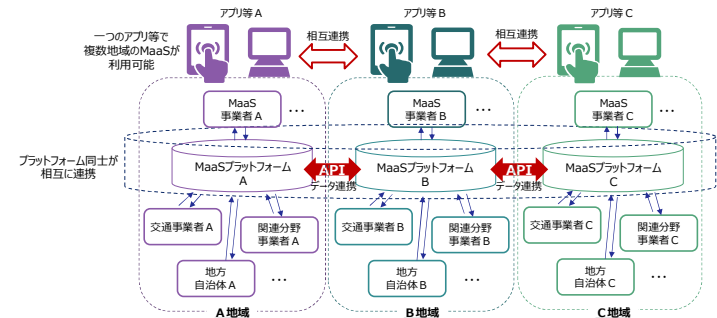 アプリ等A
アプリ等B
アプリ等C
一つのアプリ等で
複数地域のMaaSが
利用可能
相互連携
相互連携
MaaS
事業者A
…
MaaS
事業者B
…
MaaS
事業者C
…
プラットフォーム同士が
相互に連携
MaaSプラットフォーム
A
API
データ連携
MaaSプラットフォーム
B
API
データ連携
MaaSプラットフォーム
C
交通事業者A
関連分野
事業者A
交通事業者B
関連分野
事業者B
交通事業者C
関連分野
事業者C
地方
自治体A
…
地方
自治体B
…
地方
自治体C
…
A地域
B地域
C地域